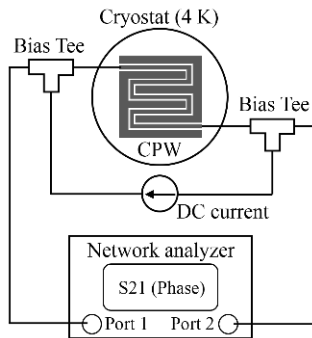 Cryostat (4 K)
Bias Tee
Bias Tee
CPW
DC current
Network analyzer
S21 (Phase)
Port 1
Port 2